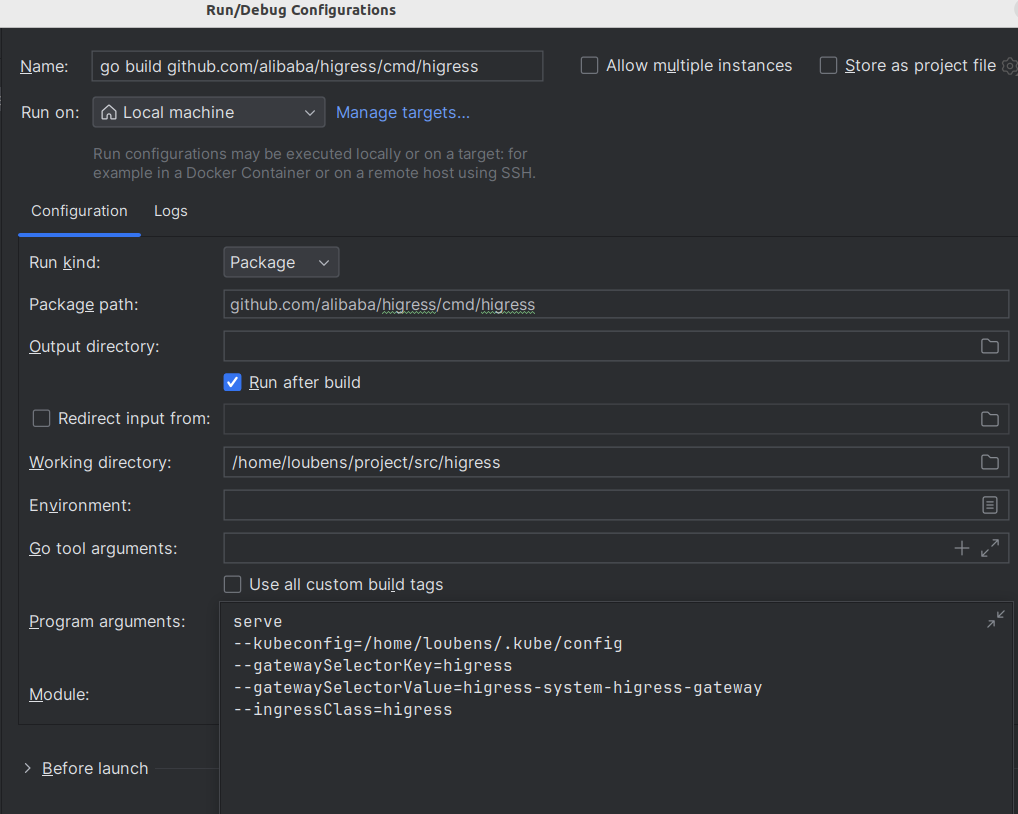 Run/Debug Configurations
Name: go build github.com/alibaba/higress/cmd/higress Allow multiple instances Store as project file
Run on: Local machine Manage targets...
Run configurations may be executed locally or on a target: for
example in a Docker Container or on a remote host using SSH.
Configuration Logs
Run kind: Package
Package path: github.com/alibaba/higress/cmd/higress
Output directory:
Run after build
Redirect input from:
Working directory: /home/loubens/project/src/higress
Environment:
Go tool arguments:
Use all custom build tags
Program arguments: serve
--kubeconfig=/home/loubens/.kube/config
--gatewaySelectorKey=higress
--gatewaySelectorValue=higress-system-higress-gateway
--ingressClass=higress
Module:
Before launch